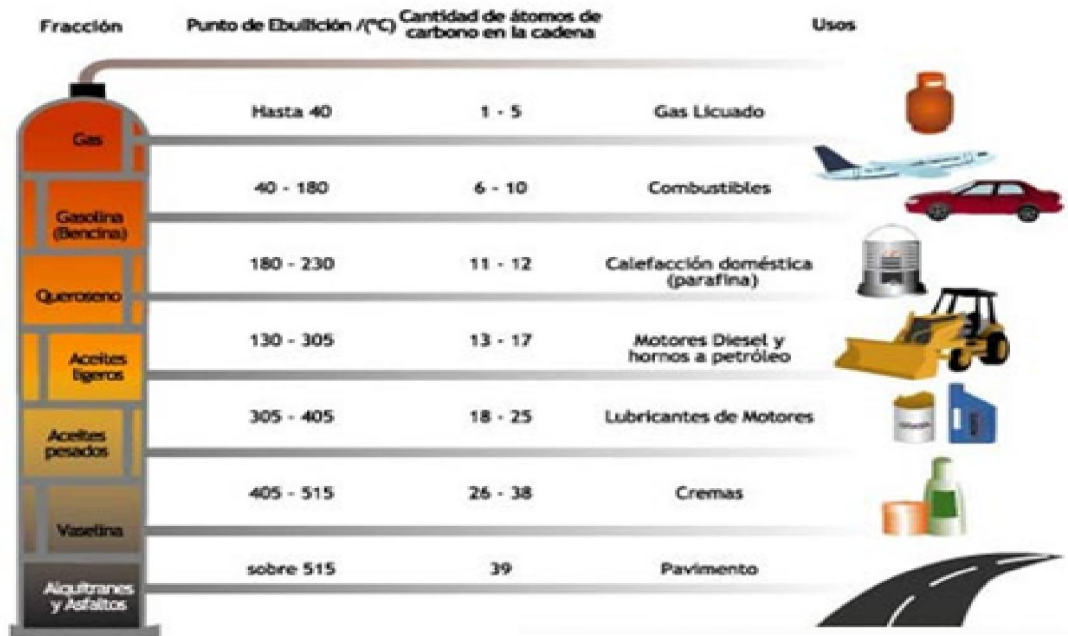 Fracción
Punto de Ebullición /(°C)
Cantidad de átomos de
carbono en la cadena
Usos
Gas
Hasta 40
1 - 5
Gas Licuado
Gasolina
(Bencina)
40 - 180
6 - 10
Combustibles
Queroseno
180 - 230
11 - 12
Calefacción doméstica
(parafina)
Aceites
ligeros
130 - 305
13 - 17
Motores Diesel y
hornos a petróleo
Aceites
pesados
305 - 405
18 - 25
Lubricantes de Motores
Vaselina
405 - 515
26 - 38
Cremas
Alquitranes
y Asfaltos
sobre 515
39
Pavimento